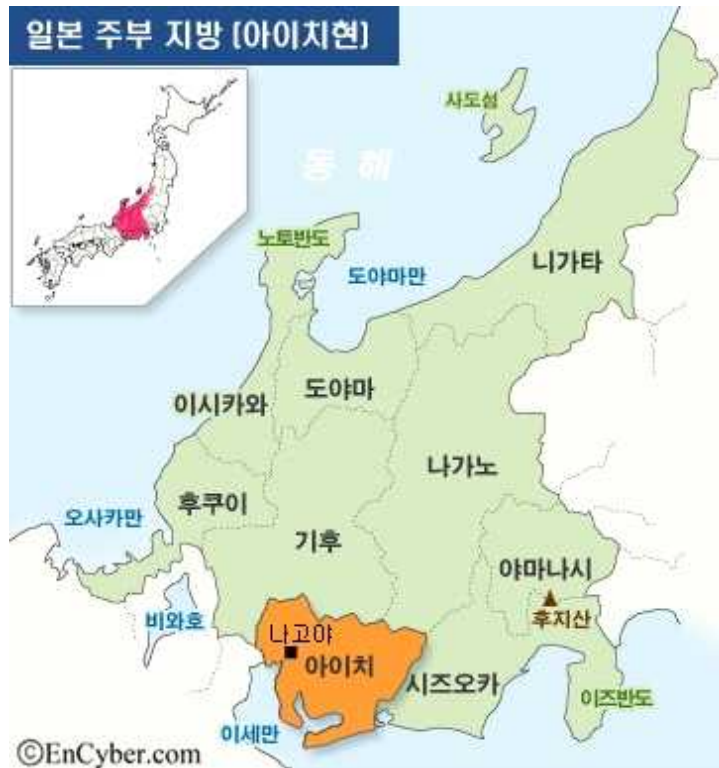 일본 주부 지방 [아이치현]
사도섬
동 해
노토반도
니가타
도야마만
도야마
이시카와
나가노
후쿠이
오사카만
기후
야마나시
비와호
후지산
나고야
아이치
시즈오카
이즈반도
이세만
©EnCyber.com